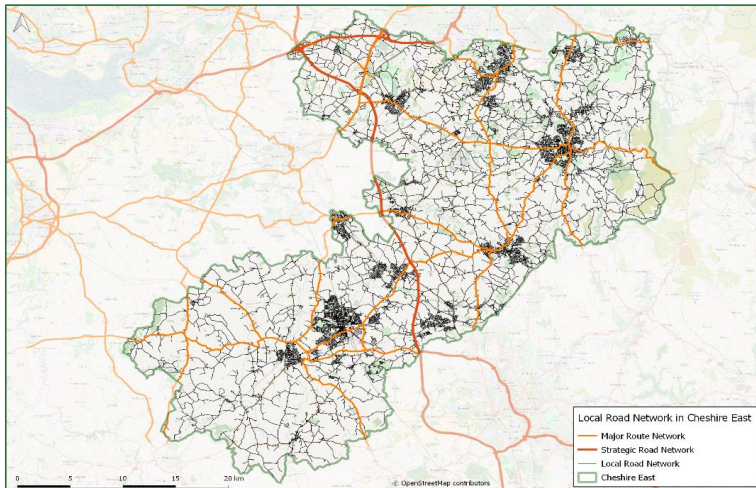 Local Road Network in Cheshire East
Major Route Network
Strategic Road Network
Local Road Network
Cheshire East
0 5 10 15 20 km
© OpenStreetMap contributors